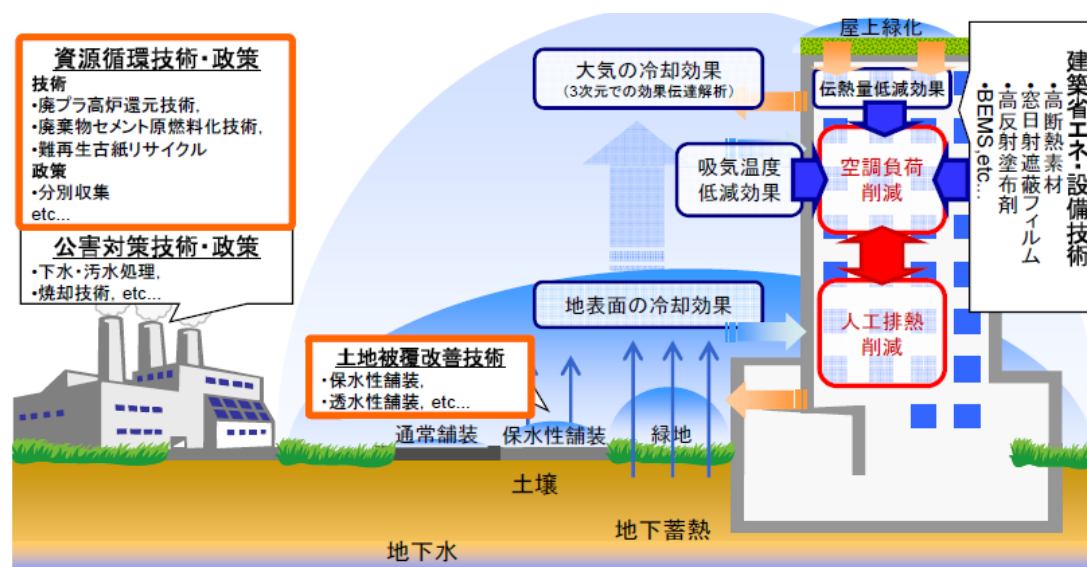 資源循環技術・政策
技術
・廃プラ高炉還元技術,
・廃棄物セメント原燃料化技術,
・難再生古紙リサイクル
政策
・分別収集
etc...
公害対策技術・政策
・下水・汚水処理,
・焼却技術, etc...
土地被覆改善技術
・保水性舗装,
・透水性舗装, etc...
通常舗装
保水性舗装
緑地
土壌
地下蓄熱
地下水
大気の冷却効果
(3次元での効果伝達解析)
吸気温度
低減効果
地表面の冷却効果
屋上緑化
伝熱量低減効果
空調負荷
削減
人工排熱
削減
建築省エネ・設備技術
・高断熱素材
・窓日射遮蔽フィルム
・高反射塗布剤
・BEMS,etc...